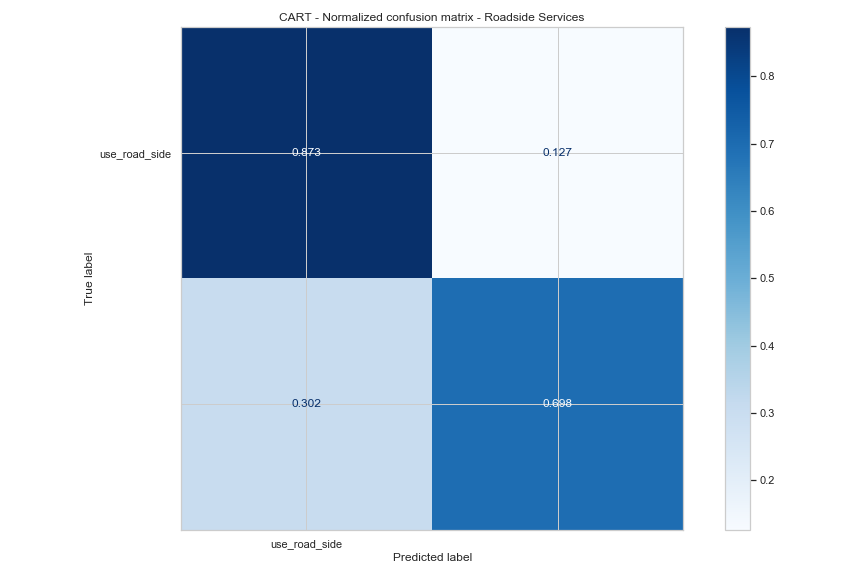 CART - Normalized confusion matrix - Roadside Services
0.8
use_road_side
0.873
0.127
0.7
0.6
True label
0.5
0.4
0.302
0.698
0.3
0.2
use_road_side
Predicted label